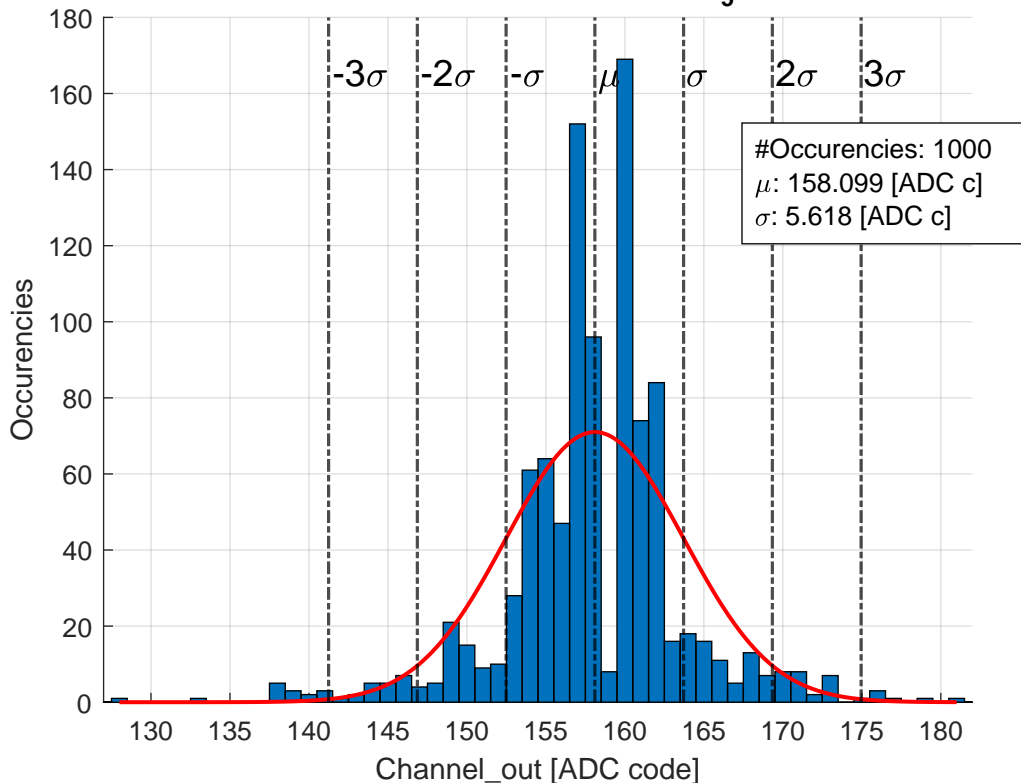 180
160
140
120
100
80
60
40
20
0
Occurencies
-3σ -2σ -σ μ σ 2σ 3σ
#Occurencies: 1000
μ: 158.099 [ADC c]
σ: 5.618 [ADC c]
130 135 140 145 150 155 160 165 170 175 180
Channel_out [ADC code]